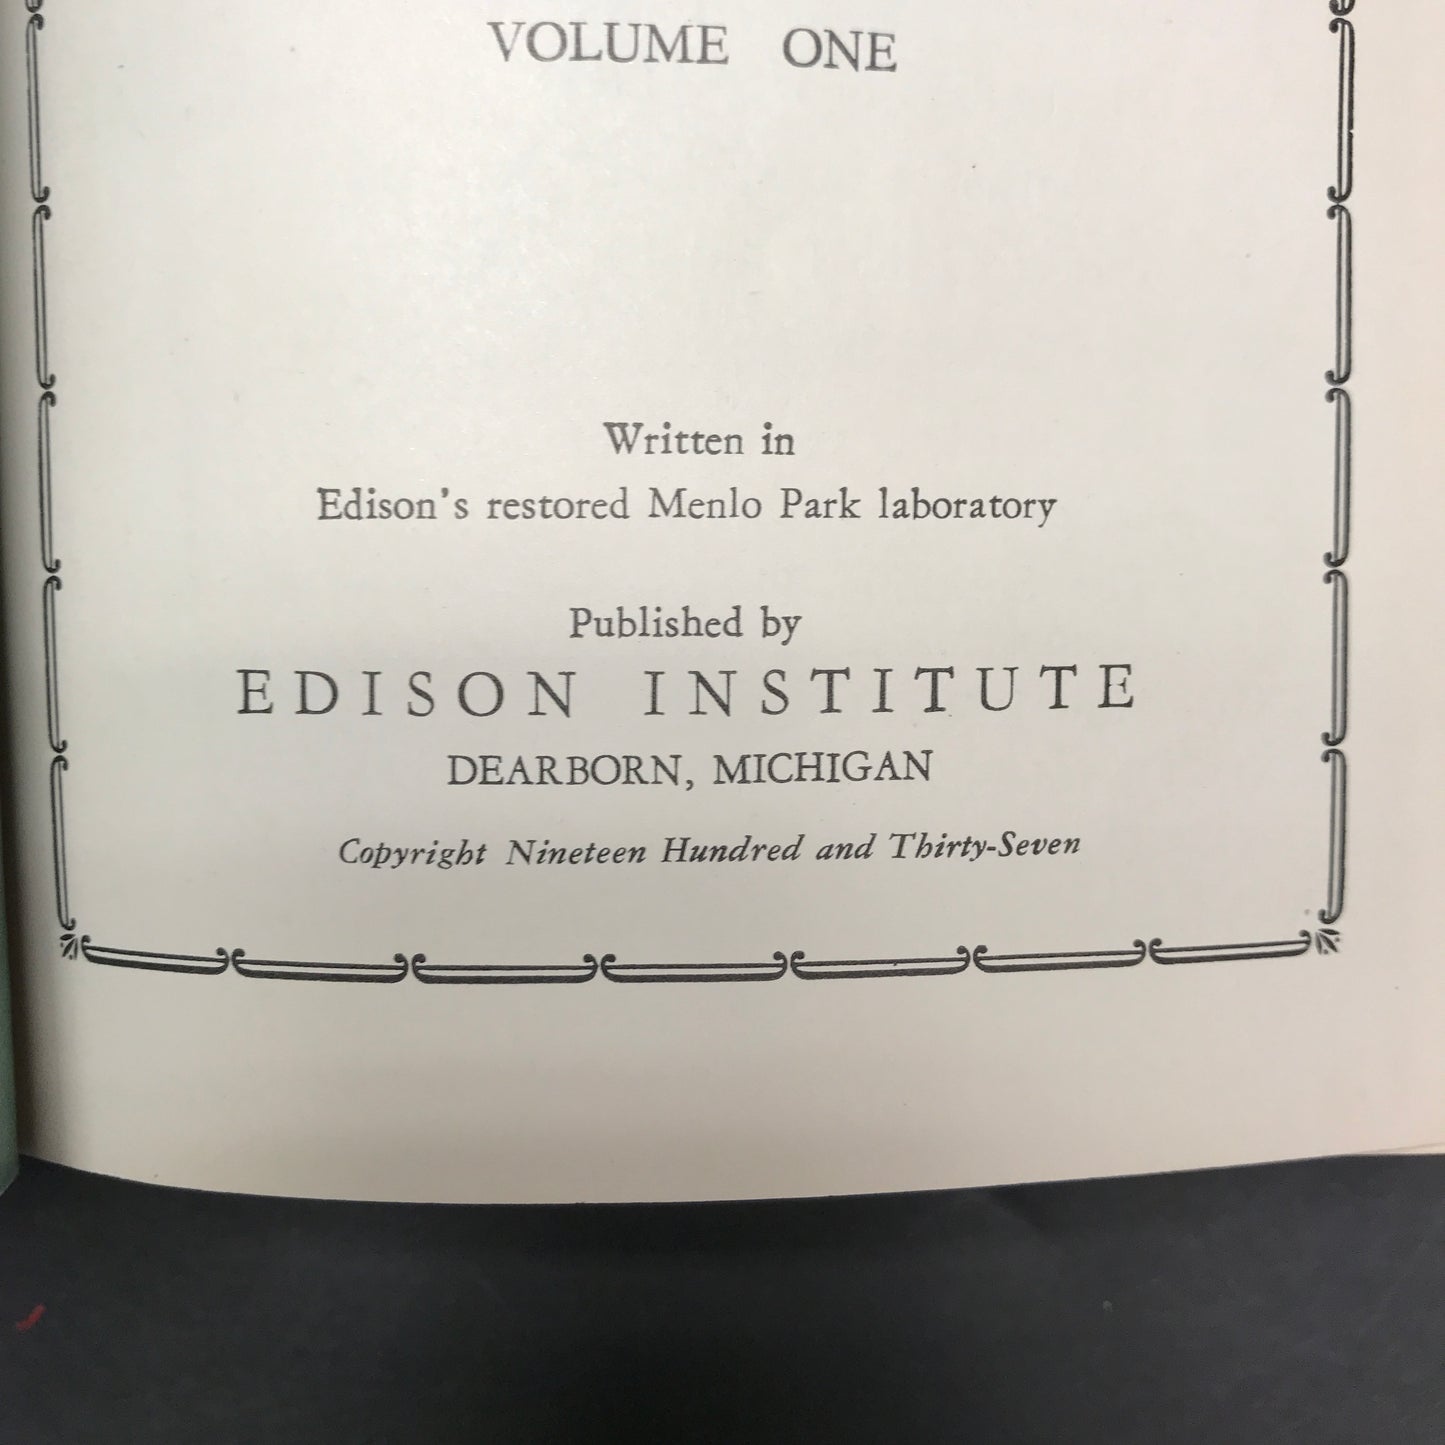 VOLUME ONE
Written in
Edison's restored Menlo Park laboratory
Published by
EDISON INSTITUTE
DEARBORN, MICHIGAN
Copyright Nineteen Hundred and Thirty-Seven